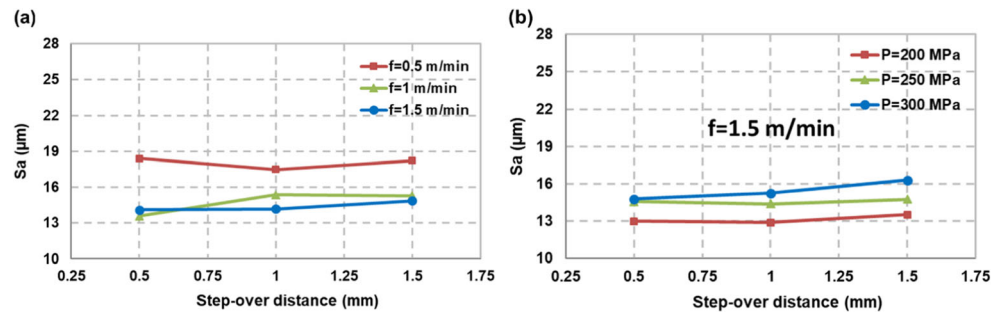 (a)
28
25
22
19
16
13
10
Sa (µm)
f=0.5 m/min
f=1 m/min
f=1.5 m/min
0.25 0.5 0.75 1 1.25 1.5 1.75
Step-over distance (mm)
(b)
28
25
22
19
16
13
10
Sa (µm)
P=200 MPa
P=250 MPa
P=300 MPa
f=1.5 m/min
0.25 0.5 0.75 1 1.25 1.5 1.75
Step-over distance (mm)